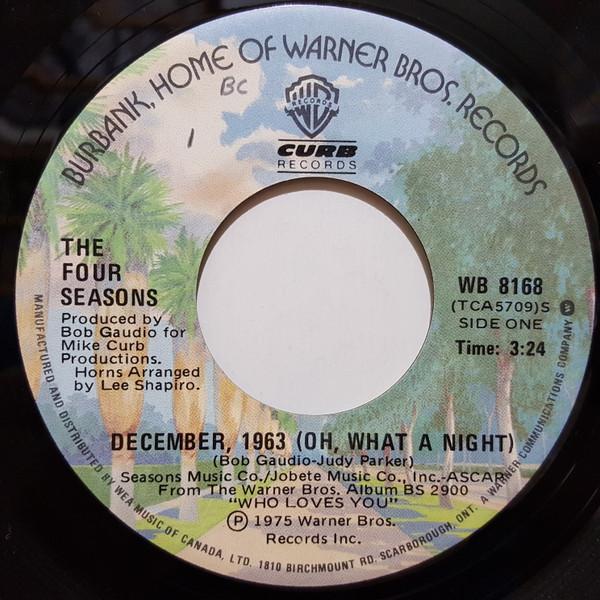 BURBANK, HOME OF WARNER BROS. RECORDS
BC
RECORDS
CURB
RECORDS
THE
FOUR
SEASONS
Produced by
Bob Gaudio for
Mike Curb
Productions.
Horns Arranged
by Lee Shapiro.
WB 8168
(TCA5709)S
SIDE ONE
Time: 3:24
DECEMBER, 1963 (OH, WHAT A NIGHT)
(Bob Gaudio-Judy Parker)
Seasons Music Co./Jobete Music Co., Inc.-ASCAP
From The Warner Bros. Album BS 2900
"WHO LOVES YOU"
Ⓟ 1975 Warner Bros.
Records Inc.
MANUFACTURED AND DISTRIBUTED BY WEA MUSIC OF CANADA, LTD. 1810 BIRCHMOUNT RD. SCARBOROUGH, ONT. A WARNER COMMUNICATIONS COMPANY